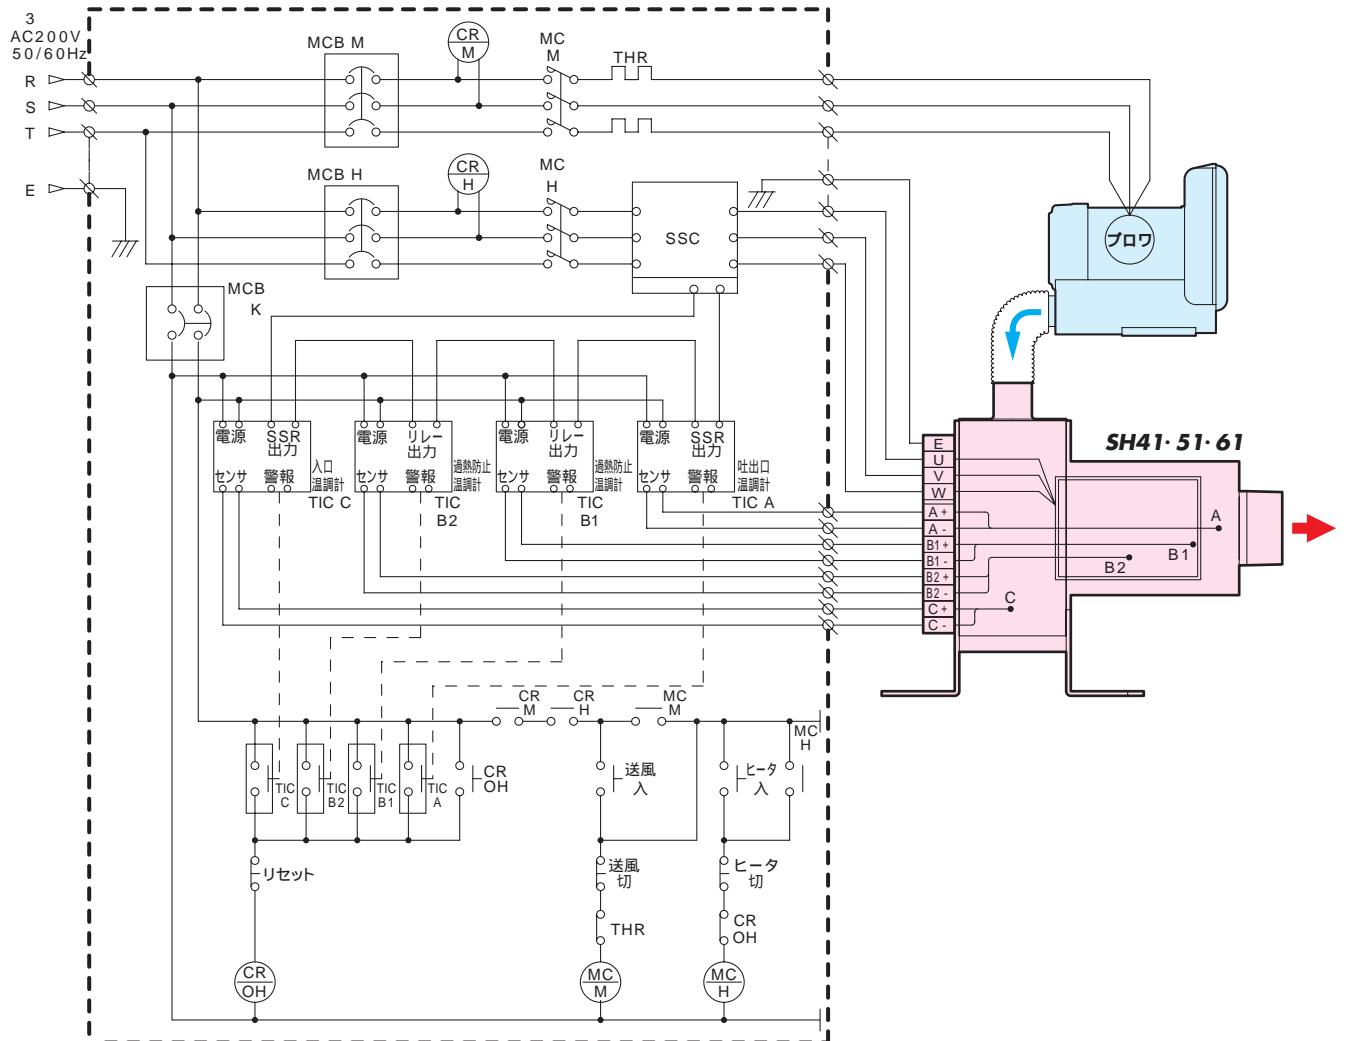 3
AC200V
50/60Hz
R
S
T
E
MCB M
CR
M
MC
M
THR
MCB H
CR
H
MC
H
SSC
MCB
K
ブロワ
電源
SSR
出力
センサ
警報
入口
温調計
TIC C
電源
リレー
出力
センサ
警報
過熱防止
温調計
TIC
B2
電源
リレー
出力
センサ
警報
過熱防止
温調計
TIC
B1
電源
SSR
出力
センサ
警報
吐出口
温調計
TIC A
SH41・51・61
E
U
V
W
A+
A-
B1+
B1-
B2+
B2-
C+
C-
A
B1
B2
C
CR
M
CR
H
MC
M
MC
H
TIC
C
TIC
B2
TIC
B1
TIC
A
CR
OH
送風
入
ヒータ
入
リセット
送風
切
ヒータ
切
THR
CR
OH
CR
OH
MC
M
MC
H